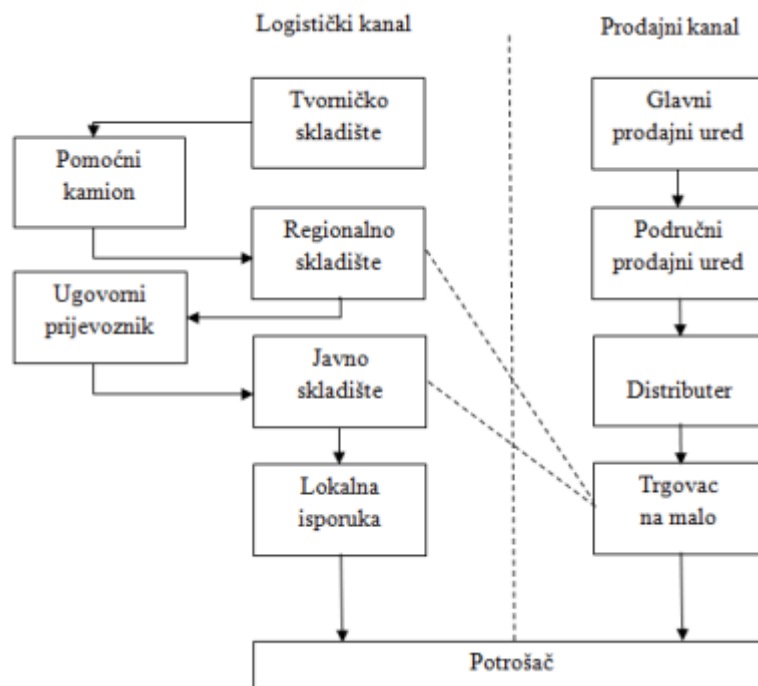 Logistički kanal
Prodajni kanal
Tvorničko
skladište
Glavni
prodajni ured
Pomoćni
kamion
Regionalno
skladište
Područni
prodajni ured
Ugovorni
prijevoznik
Javno
skladište
Distributer
Lokalna
isporuka
Trgovac
na malo
Potrošač